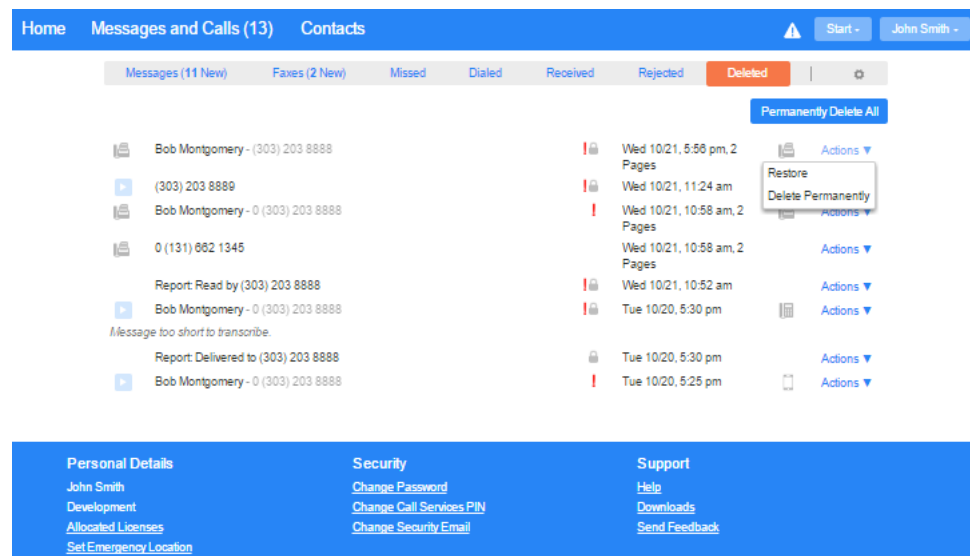 Home Messages and Calls (13) Contacts Start John Smith
Messages (11 New) Faxes (2 New) Missed Dialed Received Rejected Deleted
Permanently Delete All
Bob Montgomery - (303) 203 8888 Wed 10/21, 5:56 pm, 2 Pages Actions ▼
Restore
Delete Permanently
(303) 203 8889 Wed 10/21, 11:24 am
Bob Montgomery - 0 (303) 203 8888 Wed 10/21, 10:58 am, 2 Pages Actions ▼
0 (131) 662 1345 Wed 10/21, 10:58 am, 2 Pages Actions ▼
Report: Read by (303) 203 8888 Wed 10/21, 10:52 am Actions ▼
Bob Montgomery - 0 (303) 203 8888 Tue 10/20, 5:30 pm Actions ▼
Message too short to transcribe.
Report: Delivered to (303) 203 8888 Tue 10/20, 5:30 pm Actions ▼
Bob Montgomery - 0 (303) 203 8888 Tue 10/20, 5:25 pm Actions ▼
Personal Details
John Smith
Development
Allocated Licenses
Set Emergency Location
Security
Change Password
Change Call Services PIN
Change Security Email
Support
Help
Downloads
Send Feedback